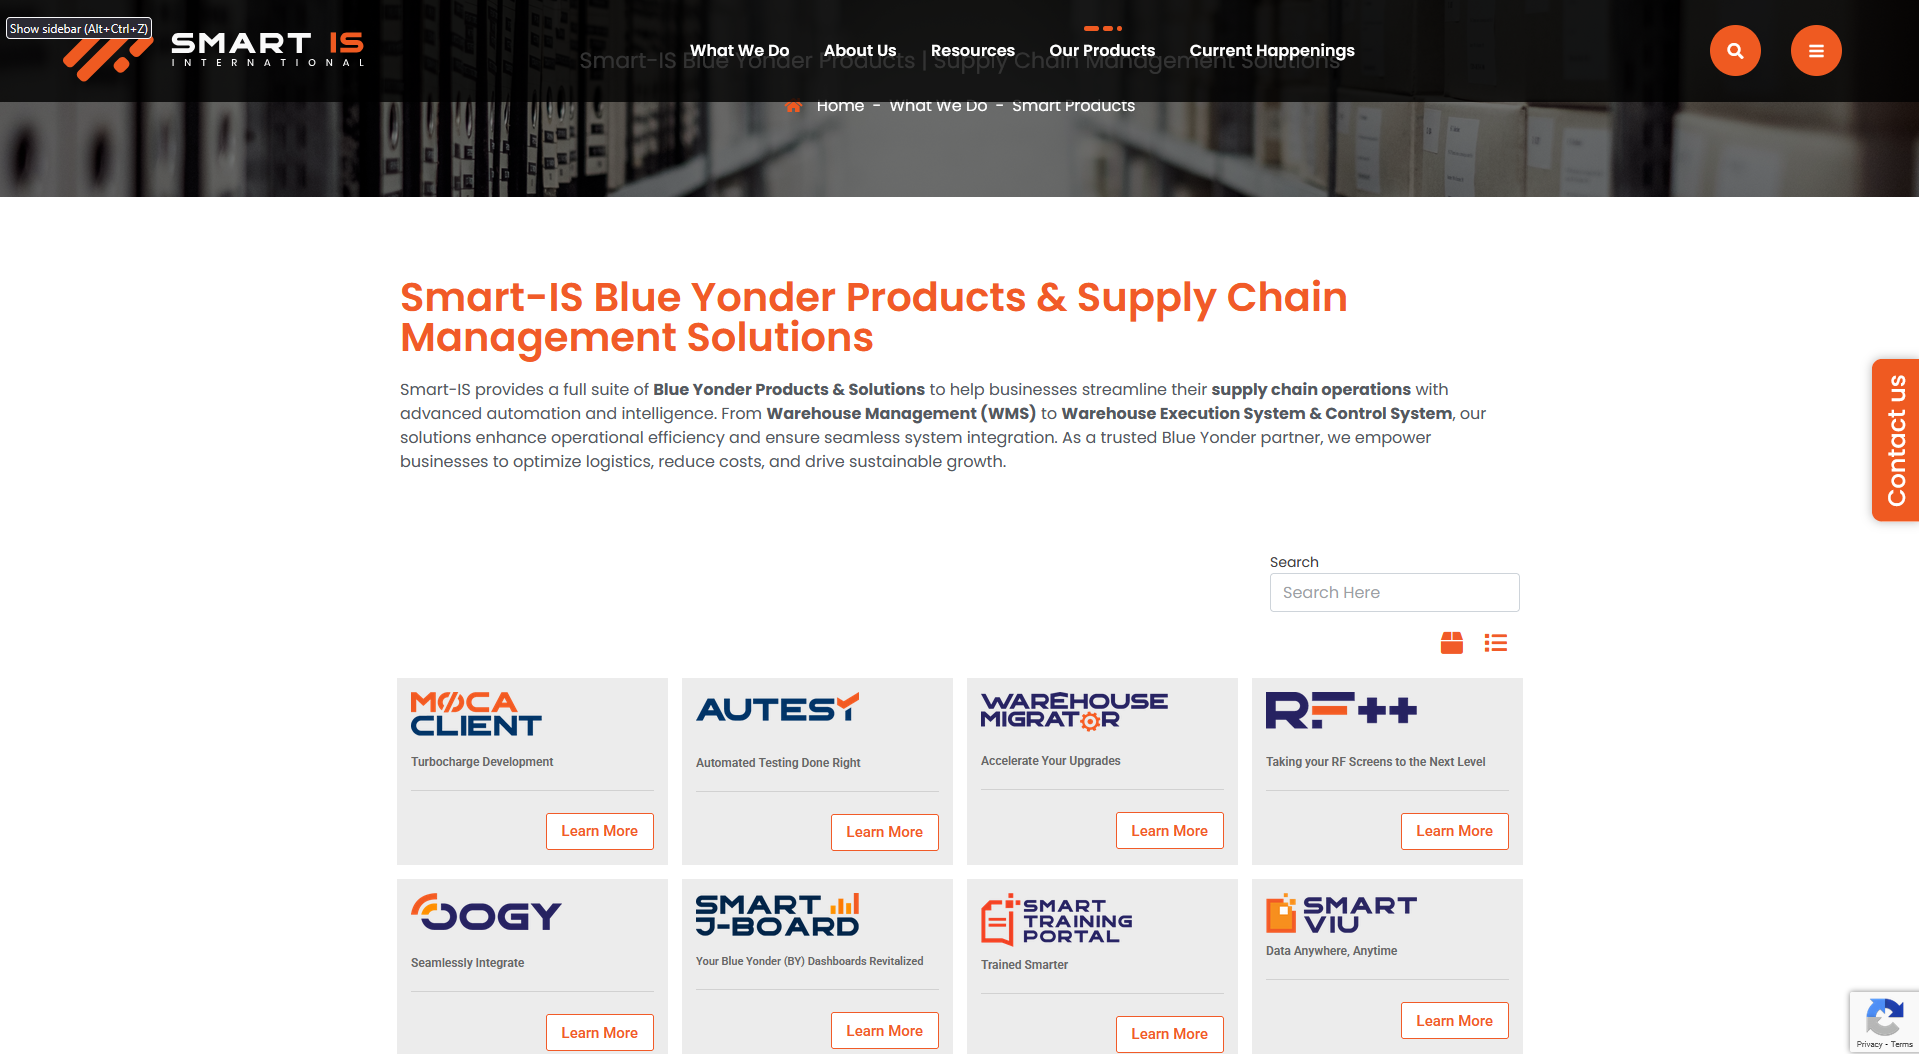 Show sidebar (Alt+Ctrl+Z)
SMART IS
INTERNATIONAL
What We Do
About Us
Resources
Our Products
Current Happenings
Smart-IS Blue Yonder Products | Supply Chain Management Solutions
Home - What We Do - Smart Products
Smart-IS Blue Yonder Products & Supply Chain
Management Solutions
Smart-IS provides a full suite of Blue Yonder Products & Solutions to help businesses streamline their supply chain operations with
advanced automation and intelligence. From Warehouse Management (WMS) to Warehouse Execution System & Control System, our
solutions enhance operational efficiency and ensure seamless system integration. As a trusted Blue Yonder partner, we empower
businesses to optimize logistics, reduce costs, and drive sustainable growth.
Contact us
Search
Search Here
MOCA
CLIENT
Turbocharge Development
Learn More
AUTEST
Automated Testing Done Right
Learn More
WAREHOUSE
MIGRATOR
Accelerate Your Upgrades
Learn More
RF++
Taking your RF Screens to the Next Level
Learn More
OOGY
Seamlessly Integrate
Learn More
SMART
J-BOARD
Your Blue Yonder (BY) Dashboards Revitalized
Learn More
SMART
TRAINING
PORTAL
Trained Smarter
Learn More
SMART
VIU
Data Anywhere, Anytime
Learn More
Privacy - Terms